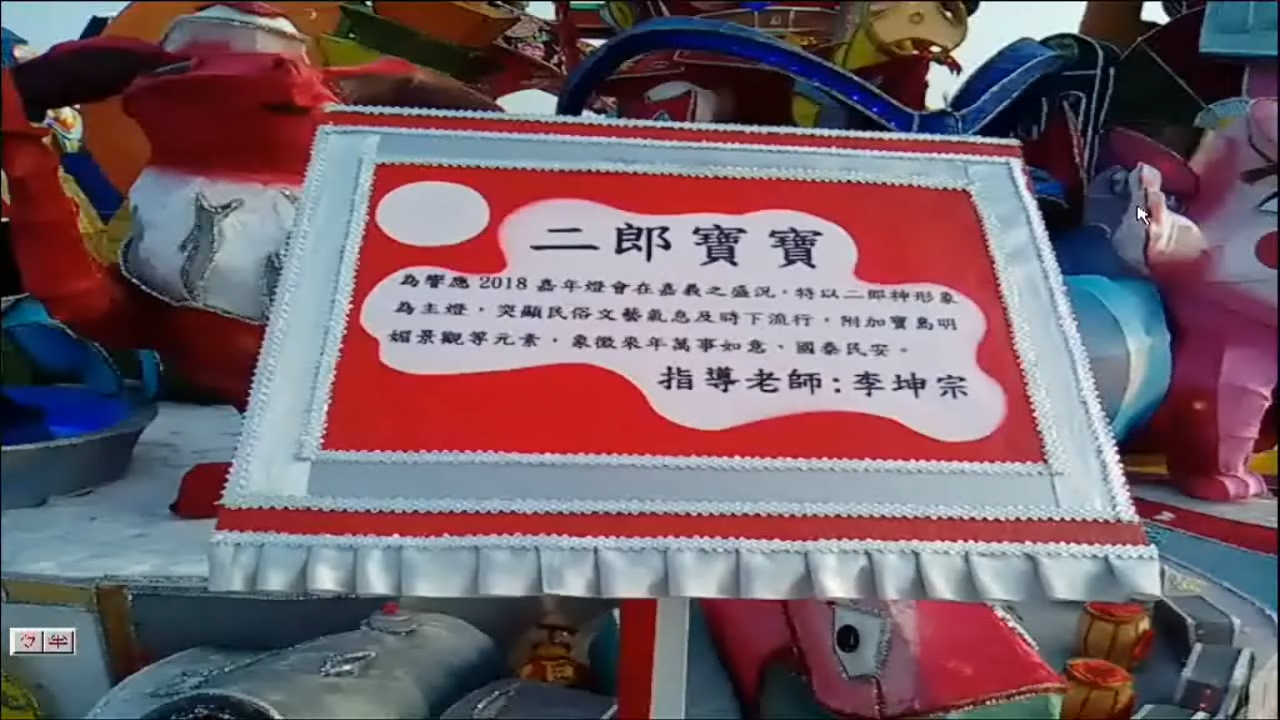 二郎寶寶
為響應 2018 嘉年燈會在嘉義之盛況，特以二郎神形象
為主燈，突顯民俗文藝氣息及時下流行，附加寶島明
媚景觀等元素，象徵來年萬事如意、國泰民安。
指導老師：李坤宗
ㄅ半